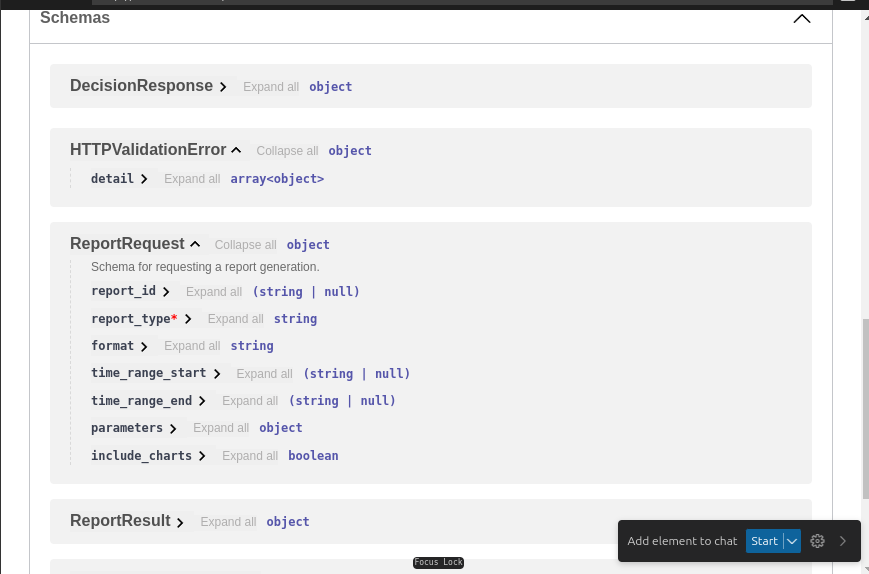 Schemas
DecisionResponse Expand all object
HTTPValidationError Collapse all object
detail Expand all array<object>
ReportRequest Collapse all object
Schema for requesting a report generation.
report_id Expand all (string | null)
report_type* Expand all string
format Expand all string
time_range_start Expand all (string | null)
time_range_end Expand all (string | null)
parameters Expand all object
include_charts Expand all boolean
ReportResult Expand all object
Add element to chat Start
Focus Lock